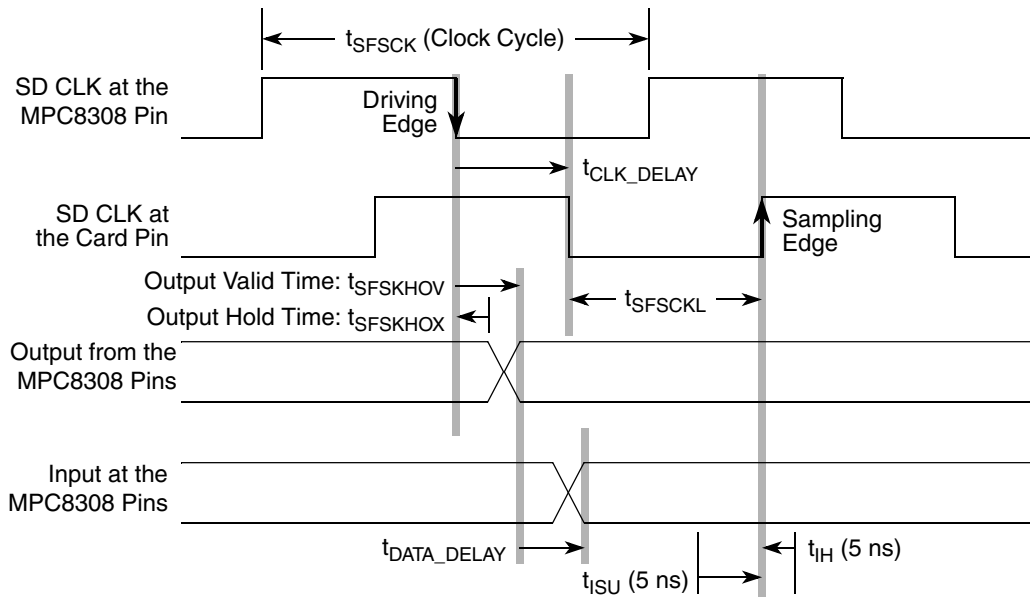 tSFSCK (Clock Cycle)
SD CLK at the
MPC8308 Pin
Driving
Edge
tCLK_DELAY
SD CLK at
the Card Pin
Sampling
Edge
Output Valid Time: tSFSKHOV
tSFSCKL
Output Hold Time: tSFSKHOX
Output from the
MPC8308 Pins
Input at the
MPC8308 Pins
tDATA_DELAY
tIH (5 ns)
tISU (5 ns)